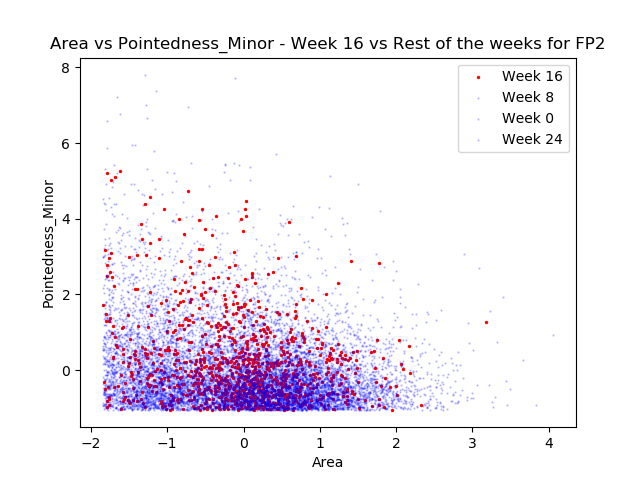 Area vs Pointedness_Minor - Week 16 vs Rest of the weeks for FP2
Week 16
Week 8
Week 0
Week 24
Pointedness_Minor
8
6
4
2
0
−2
−1
0
1
2
3
4
Area